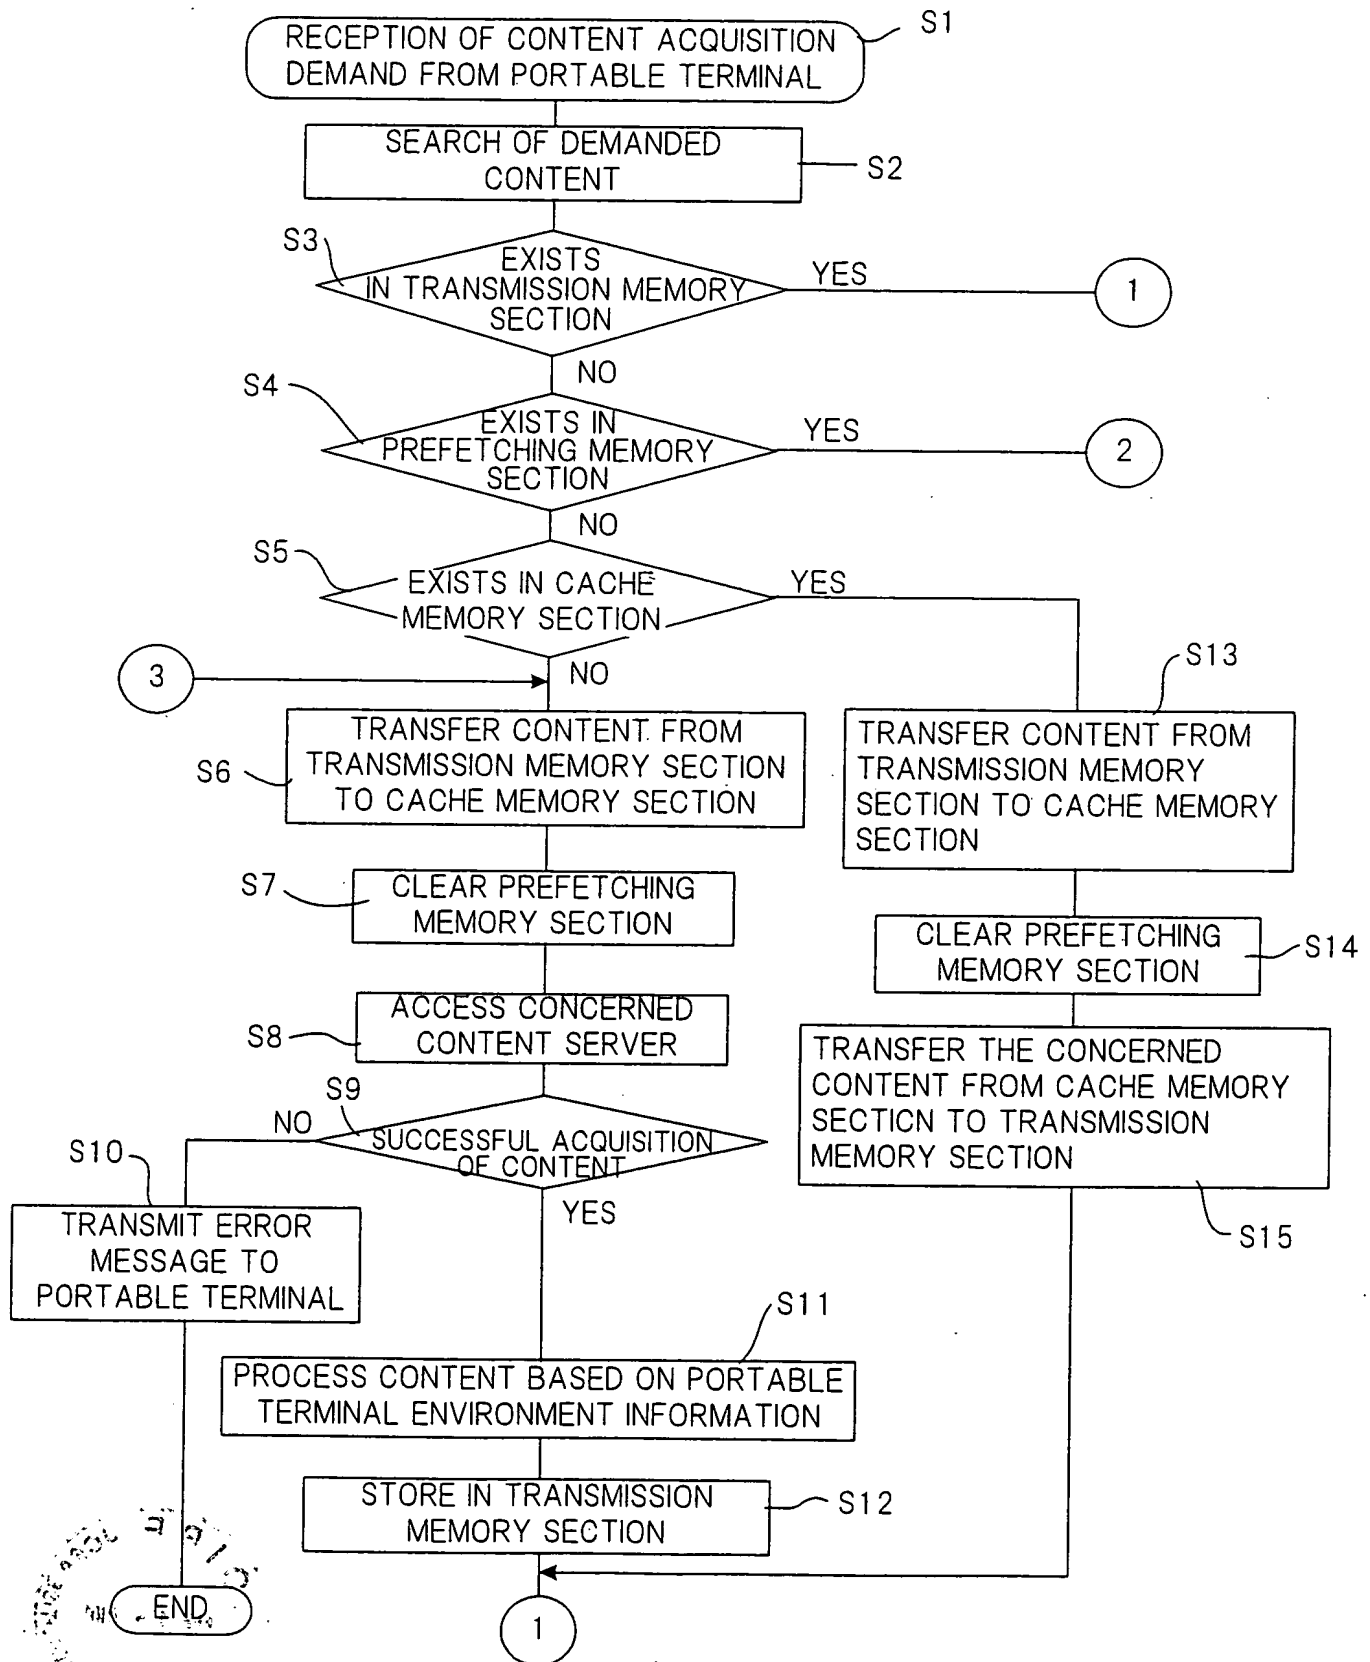 S1
RECEPTION OF CONTENT ACQUISITION
DEMAND FROM PORTABLE TERMINAL
SEARCH OF DEMANDED
CONTENT
S2
S3
EXISTS
IN TRANSMISSION MEMORY
SECTION
YES
1
NO
S4
EXISTS IN
PREFETCHING MEMORY
SECTION
YES
2
NO
S5
EXISTS IN CACHE
MEMORY SECTION
YES
3
NO
S13
S6
TRANSFER CONTENT FROM
TRANSMISSION MEMORY SECTION
TO CACHE MEMORY SECTION
TRANSFER CONTENT FROM
TRANSMISSION MEMORY
SECTION TO CACHE MEMORY
SECTION
S7
CLEAR PREFETCHING
MEMORY SECTION
CLEAR PREFETCHING
MEMORY SECTION
S14
S8
ACCESS CONCERNED
CONTENT SERVER
TRANSFER THE CONCERNED
CONTENT FROM CACHE MEMORY
SECTICN TO TRANSMISSION
MEMORY SECTION
S15
S9
NO
SUCCESSFUL ACQUISITION
OF CONTENT
YES
S10
TRANSMIT ERROR
MESSAGE TO
PORTABLE TERMINAL
S11
PROCESS CONTENT BASED ON PORTABLE
TERMINAL ENVIRONMENT INFORMATION
STORE IN TRANSMISSION
MEMORY SECTION
S12
END
1